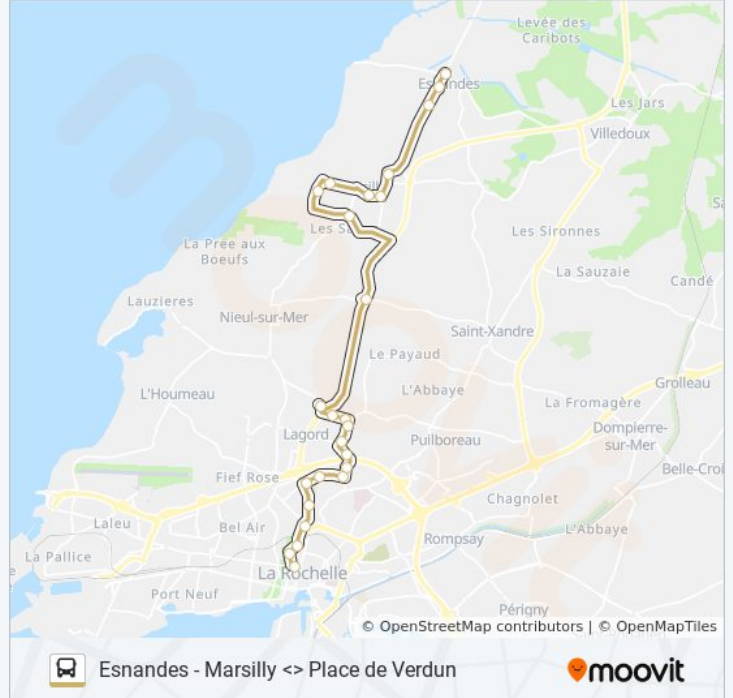 Levée des
Caribots
Esnandes
Les Jars
Villedoux
Les
La Prée aux
Boeufs
Les Sironnes
La Sauzaie
Candé
Lauzieres
Nieul-sur-Mer
Saint-Xandre
Le Payaud
L'Abbaye
Grolleau
L'Houmeau
La Fromagère
Lagord
Puilboreau
Dompierre-
sur-Mer
Belle-Croi
Fief Rose
Chagnolet
Laleu
Bel Air
Rompsay
L'Abbaye
La Pallice
La Rochelle
Port Neuf
Périgny
© OpenStreetMap contributors | © OpenMapTiles
Esnandes - Marsilly <> Place de Verdun
moovit